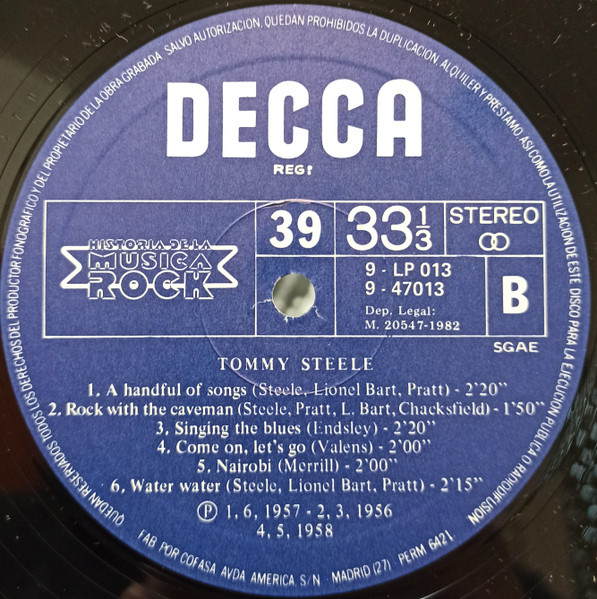 QUEDAN RESERVADOS TODOS LOS DERECHOS DEL PRODUCTOR FONOGRAFICO Y DEL PROPIETARIO DE LA OBRA GRABADA. SALVO AUTORIZACION, QUEDAN PROHIBIDOS LA DUPLICACION, ALQUILER Y PRESTAMO, ASI COMO LA UTILIZACION DE ESTE DISCO PARA LA EJECUCION PUBLICA O RADIODIFUSION.
DECCA
REG!
HISTORIA DE LA
MUSICA
ROCK
39
33 1/3
STEREO
9 - LP 013
9 - 47013
Dep. Legal:
M. 20547-1982
B
SGAE
TOMMY STEELE
1. A handful of songs (Steele, Lionel Bart, Pratt) - 2'20''
2. Rock with the caveman (Steele, Pratt, L. Bart, Chacksfield) - 1'50''
3. Singing the blues (Endsley) - 2'20''
4. Come on, let's go (Valens) - 2'00''
5. Nairobi (Merrill) - 2'00''
6. Water water (Steele, Lionel Bart, Pratt) - 2'15''
Ⓟ 1, 6, 1957 - 2, 3, 1956
4, 5, 1958
FAB. POR COFASA. AVDA. AMERICA, S/N - MADRID (27) - PERM. 6421